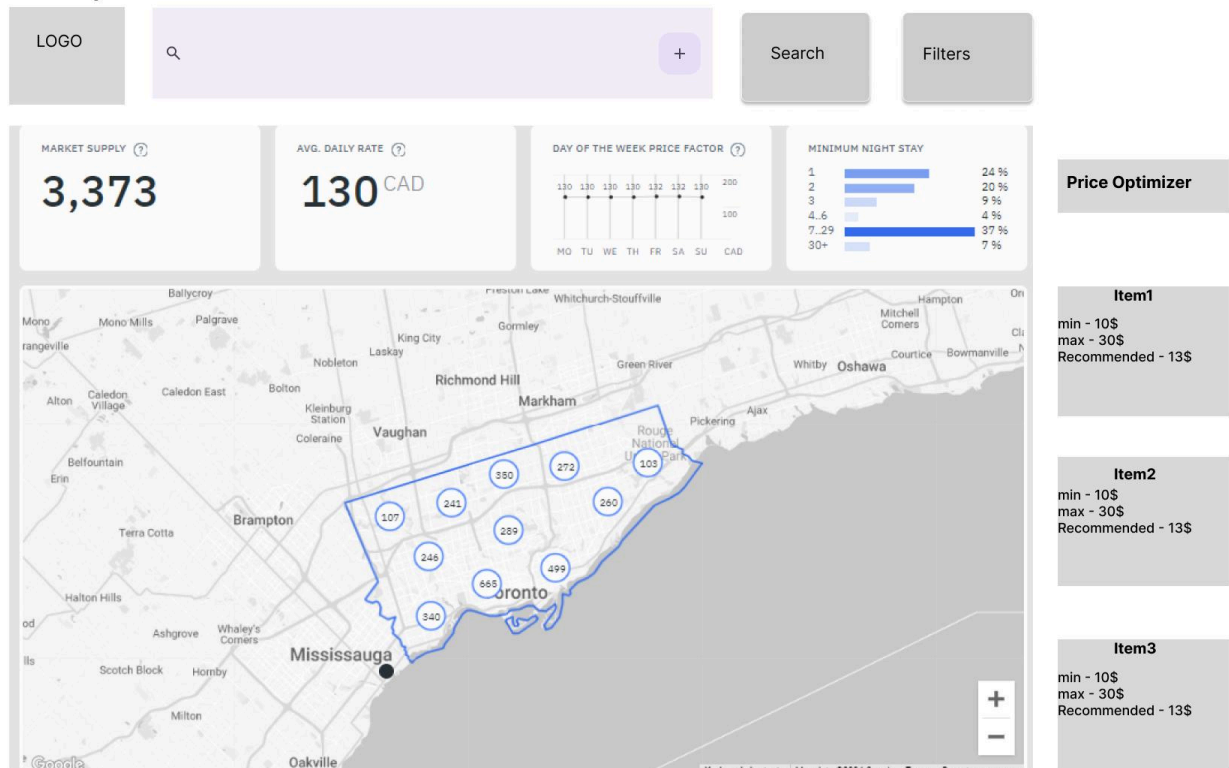 LOGO
+
Search
Filters
MARKET SUPPLY ?
3,373
AVG. DAILY RATE ?
130 CAD
DAY OF THE WEEK PRICE FACTOR ?
130 130 130 130 132 132 130 200
100
MO TU WE TH FR SA SU CAD
MINIMUM NIGHT STAY
1 24 %
2 20 %
3 9 %
4..6 4 %
7..29 37 %
30+ 7 %
Price Optimizer
Item1
min - 10$
max - 30$
Recommended - 13$
Item2
min - 10$
max - 30$
Recommended - 13$
Item3
min - 10$
max - 30$
Recommended - 13$
Ballycroy
Preston Lake
Whitchurch-Stouffville
Hampton
On
Mono
Mono Mills
Palgrave
Gormley
Mitchell
Corners
rangeville
King City
Laskay
Nobleton
Green River
Whitby
Oshawa
Courtice
Bowmanville
Richmond Hill
Caledon East
Bolton
Alton
Caledon
Village
Markham
Kleinburg
Station
Ajax
Pickering
Coleraine
Vaughan
Rouge
National
Park
Belfountain
Erin
Brampton
Terra Cotta
350
272
103
107
241
260
289
246
499
665
oronto
340
Halton Hills
od
Ashgrove
Whaley's
Corners
lls
Scotch Block
Hornby
Mississauga
Milton
Oakville
Google
+
−